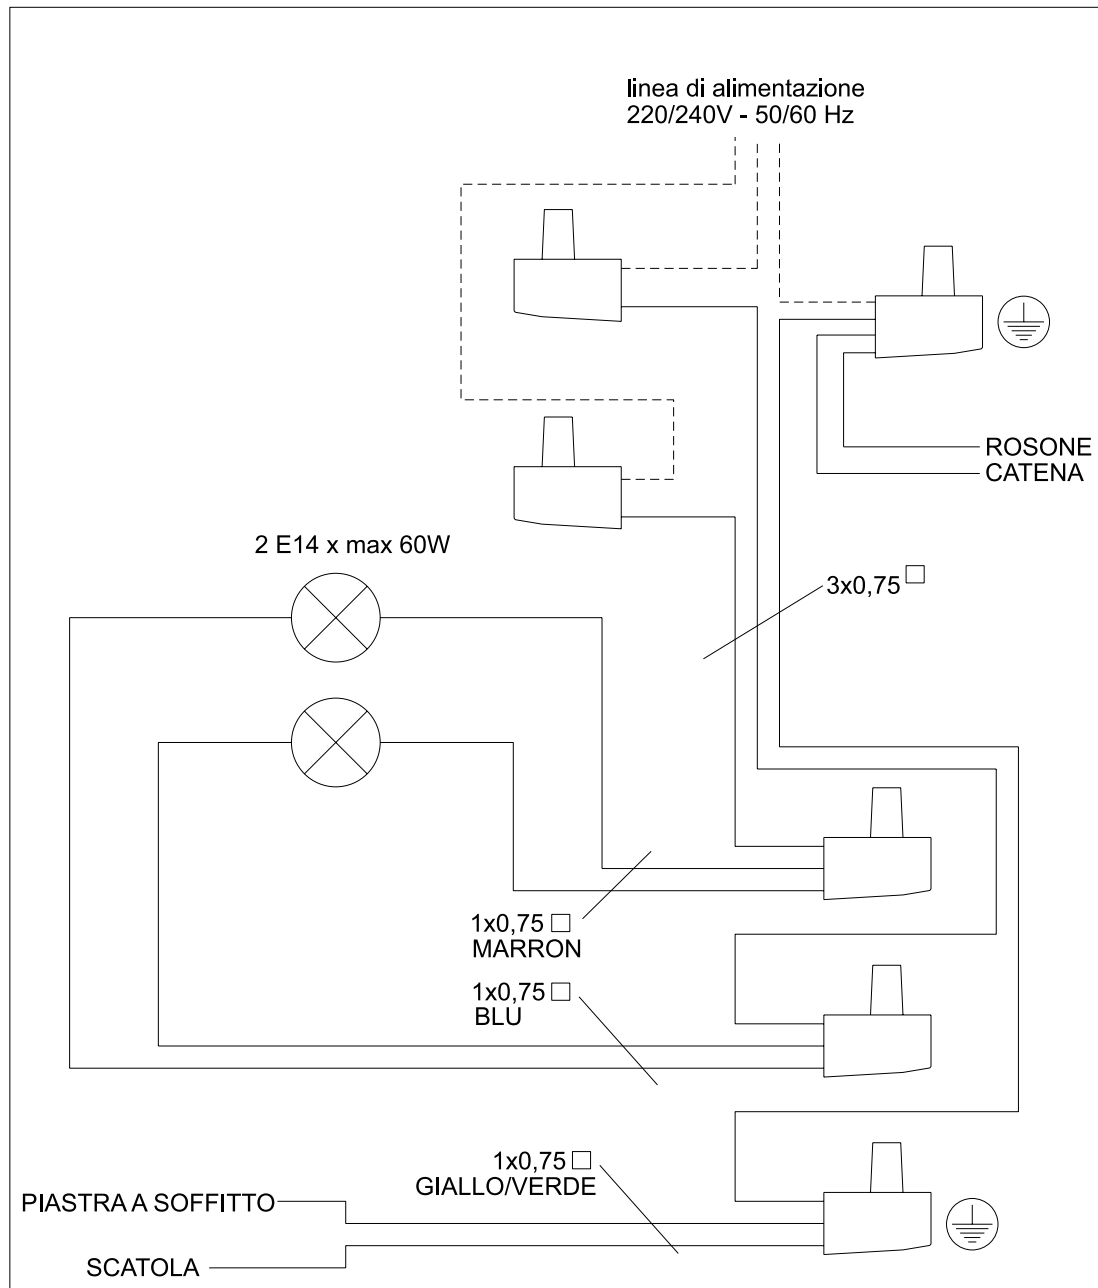 linea di alimentazione
220/240V - 50/60 Hz
ROSONE
CATENA
2 E14 x max 60W
3x0,75
1x0,75
MARRON
1x0,75
BLU
1x0,75
GIALLO/VERDE
PIASTRA A SOFFITTO
SCATOLA